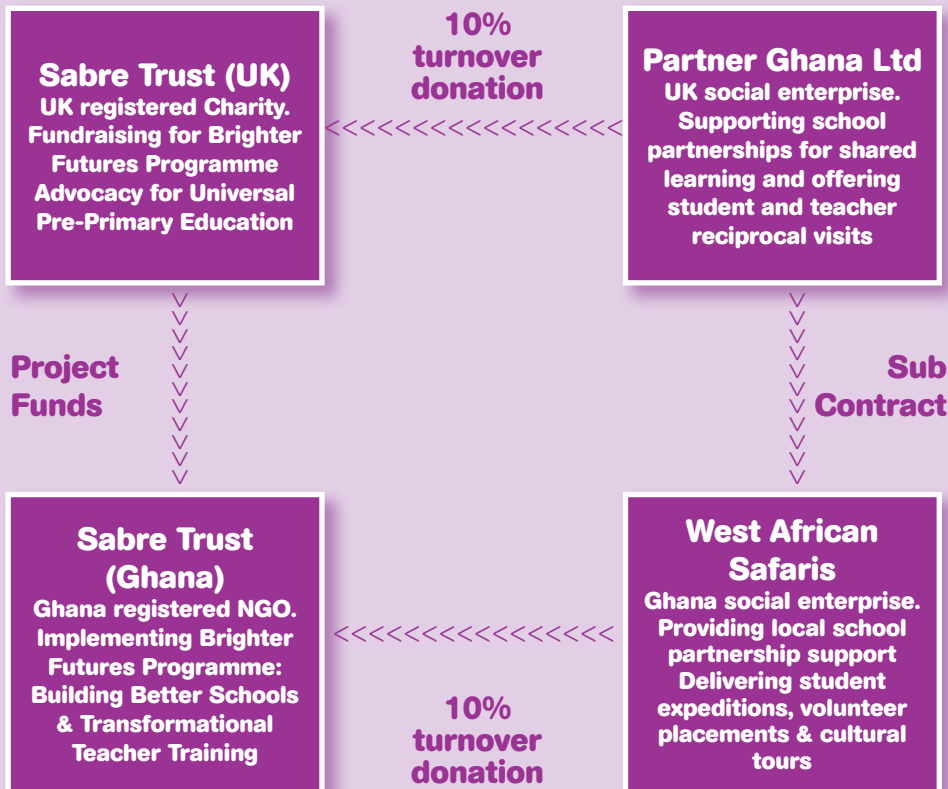 Sabre Trust (UK)
UK registered Charity.
Fundraising for Brighter
Futures Programme
Advocacy for Universal
Pre-Primary Education
10%
turnover
donation
Partner Ghana Ltd
UK social enterprise.
Supporting school
partnerships for shared
learning and offering
student and teacher
reciprocal visits
Project
Funds
Sub
Contract
Sabre Trust
(Ghana)
Ghana registered NGO.
Implementing Brighter
Futures Programme:
Building Better Schools
& Transformational
Teacher Training
10%
turnover
donation
West African
Safaris
Ghana social enterprise.
Providing local school
partnership support
Delivering student
expeditions, volunteer
placements & cultural
tours